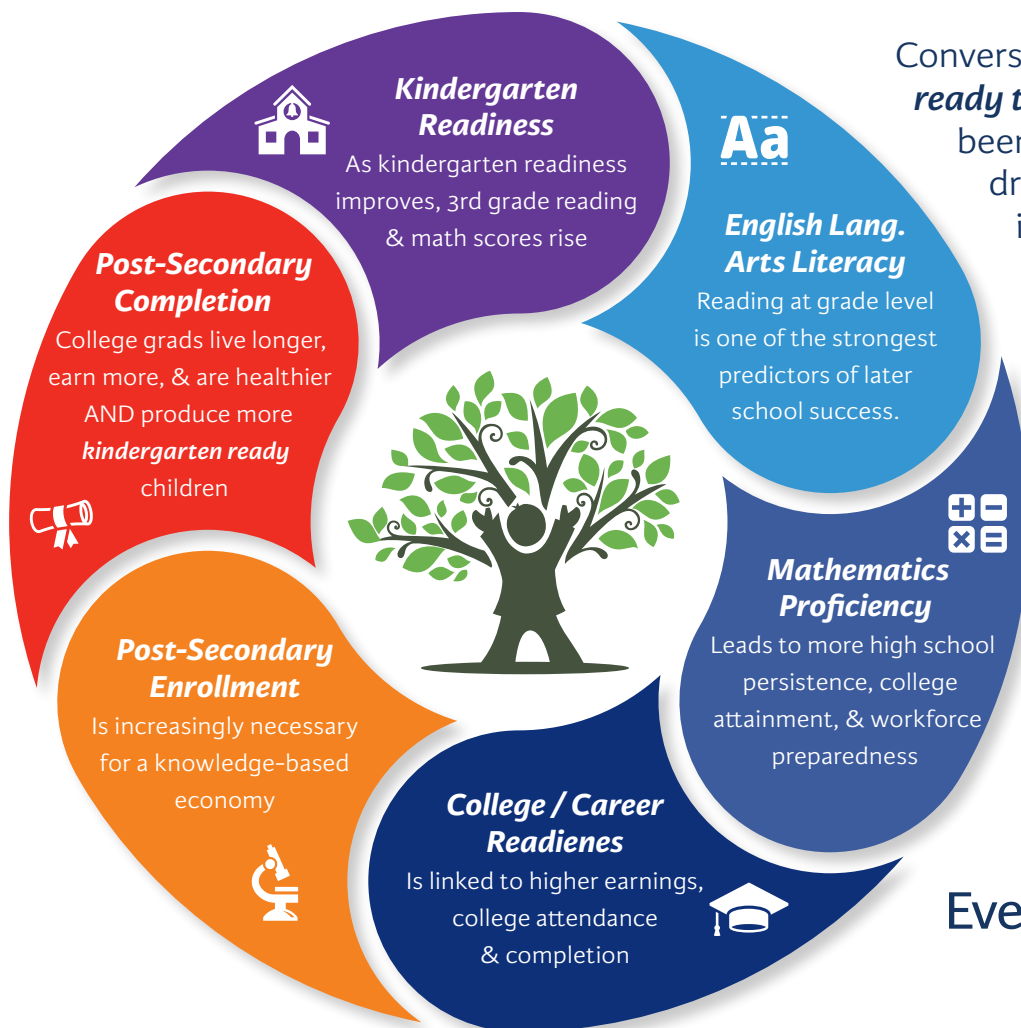 Kindergarten
Readiness
As kindergarten readiness
improves, 3rd grade reading
& math scores rise
Aa
English Lang.
Arts Literacy
Reading at grade level
is one of the strongest
predictors of later
school success.
Mathematics
Proficiency
Leads to more high school
persistence, college
attainment, & workforce
preparedness
College / Career
Readienes
Is linked to higher earnings,
college attendance
& completion
Post-Secondary
Enrollment
Is increasingly necessary
for a knowledge-based
economy
Post-Secondary
Completion
College grads live longer,
earn more, & are healthier
AND produce more
kindergarten ready
children
ready
been